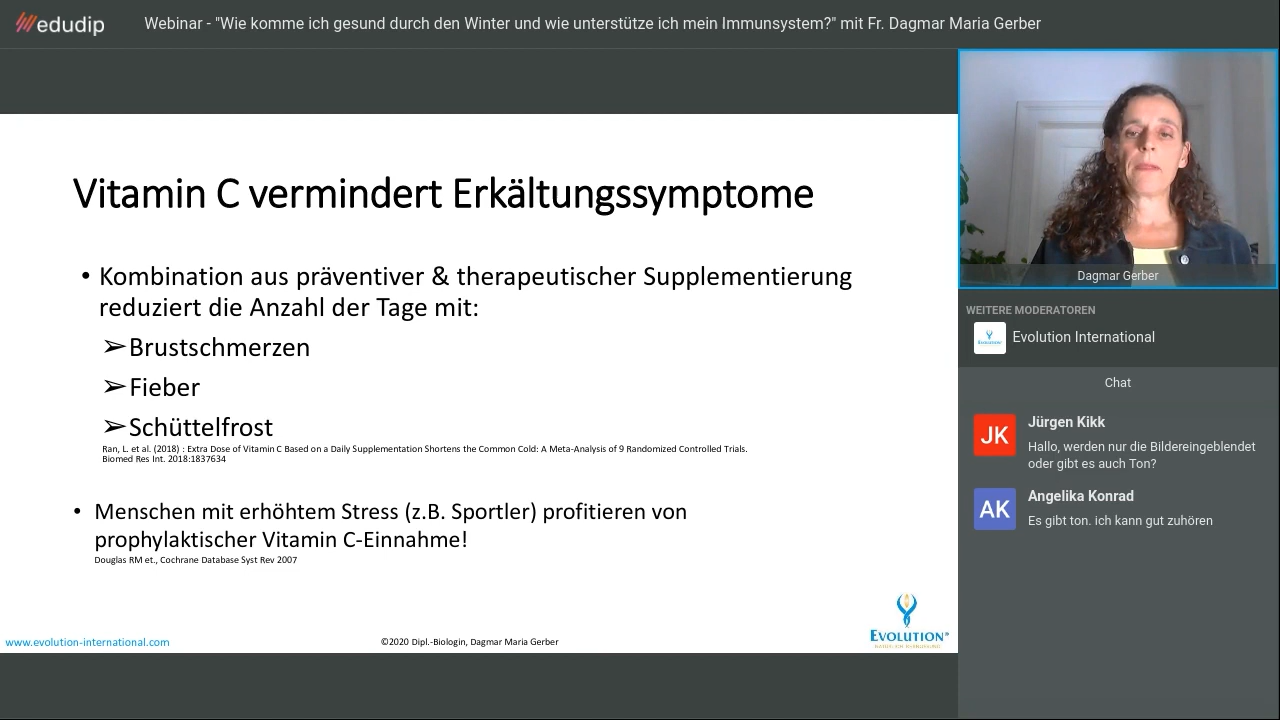 edudip
Webinar - "Wie komme ich gesund durch den Winter und wie unterstütze ich mein Immunsystem?" mit Fr. Dagmar Maria Gerber
Vitamin C vermindert Erkältungssymptome
• Kombination aus präventiver & therapeutischer Supplementierung
reduziert die Anzahl der Tage mit:
➢Brustschmerzen
➢Fieber
➢Schüttelfrost
Ran, L. et al. (2018) : Extra Dose of Vitamin C Based on a Daily Supplementation Shortens the Common Cold: A Meta-Analysis of 9 Randomized Controlled Trials.
Biomed Res Int. 2018:1837634
• Menschen mit erhöhtem Stress (z.B. Sportler) profitieren von
prophylaktischer Vitamin C-Einnahme!
Douglas RM et., Cochrane Database Syst Rev 2007
www.evolution-international.com
©2020 Dipl.-Biologin, Dagmar Maria Gerber
EVOLUTION®
Dagmar Gerber
WEITERE MODERATOREN
Evolution International
Chat
JK
Jürgen Kikk
Hallo, werden nur die Bildereingeblendet
oder gibt es auch Ton?
AK
Angelika Konrad
Es gibt ton. ich kann gut zuhören